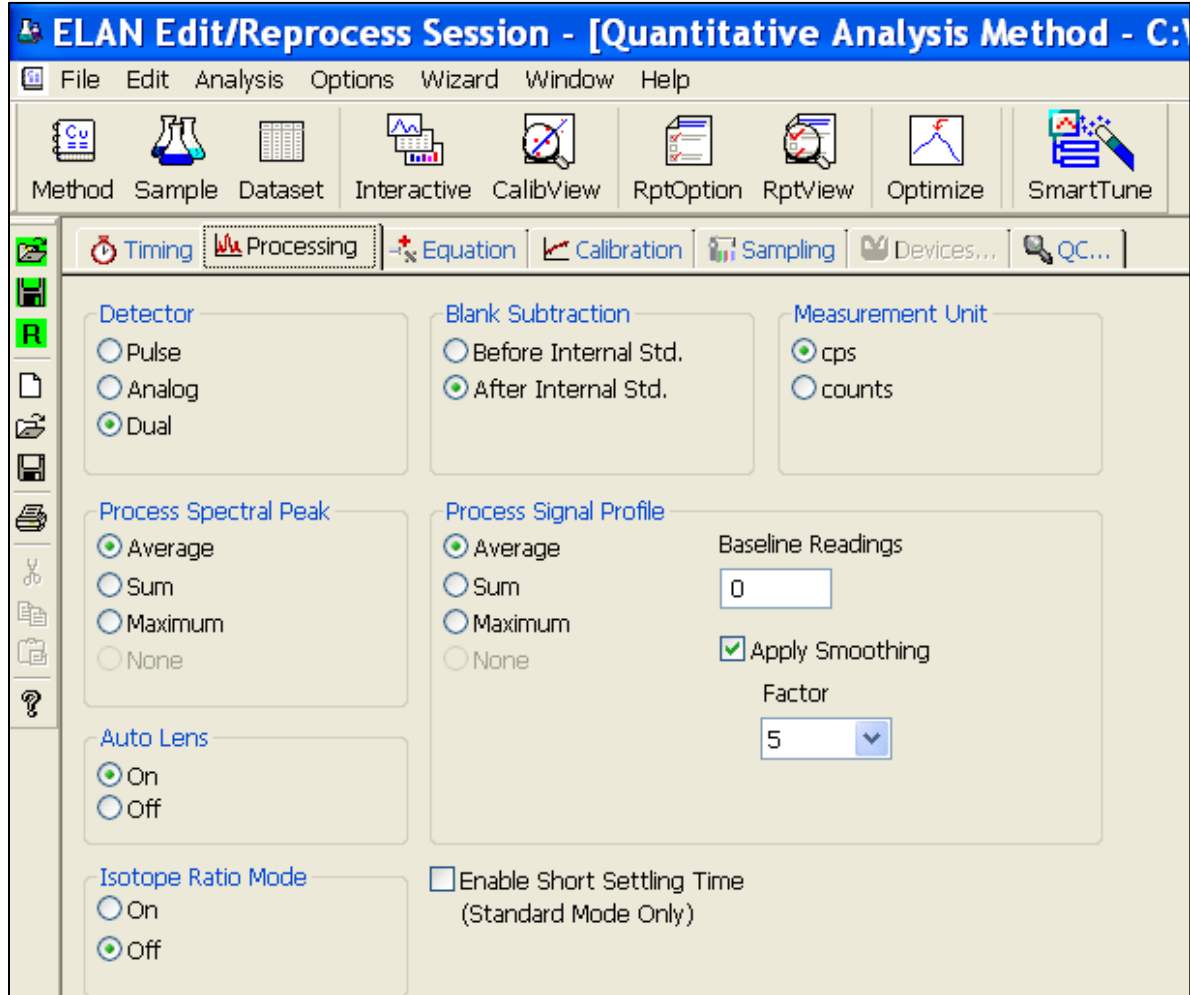 ELAN Edit/Reprocess Session - [Quantitative Analysis Method - C:\
File Edit Analysis Options Wizard Window Help
Method Sample Dataset Interactive CalibView RptOption RptView Optimize SmartTune
Timing Processing Equation Calibration Sampling Devices... QC...
R
Detector
Pulse
Analog
Dual
Blank Subtraction
Before Internal Std.
After Internal Std.
Measurement Unit
cps
counts
Process Spectral Peak
Average
Sum
Maximum
None
Process Signal Profile
Average
Sum
Maximum
None
Baseline Readings
0
Apply Smoothing
Factor
5
Auto Lens
On
Off
Isotope Ratio Mode
On
Off
Enable Short Settling Time
(Standard Mode Only)